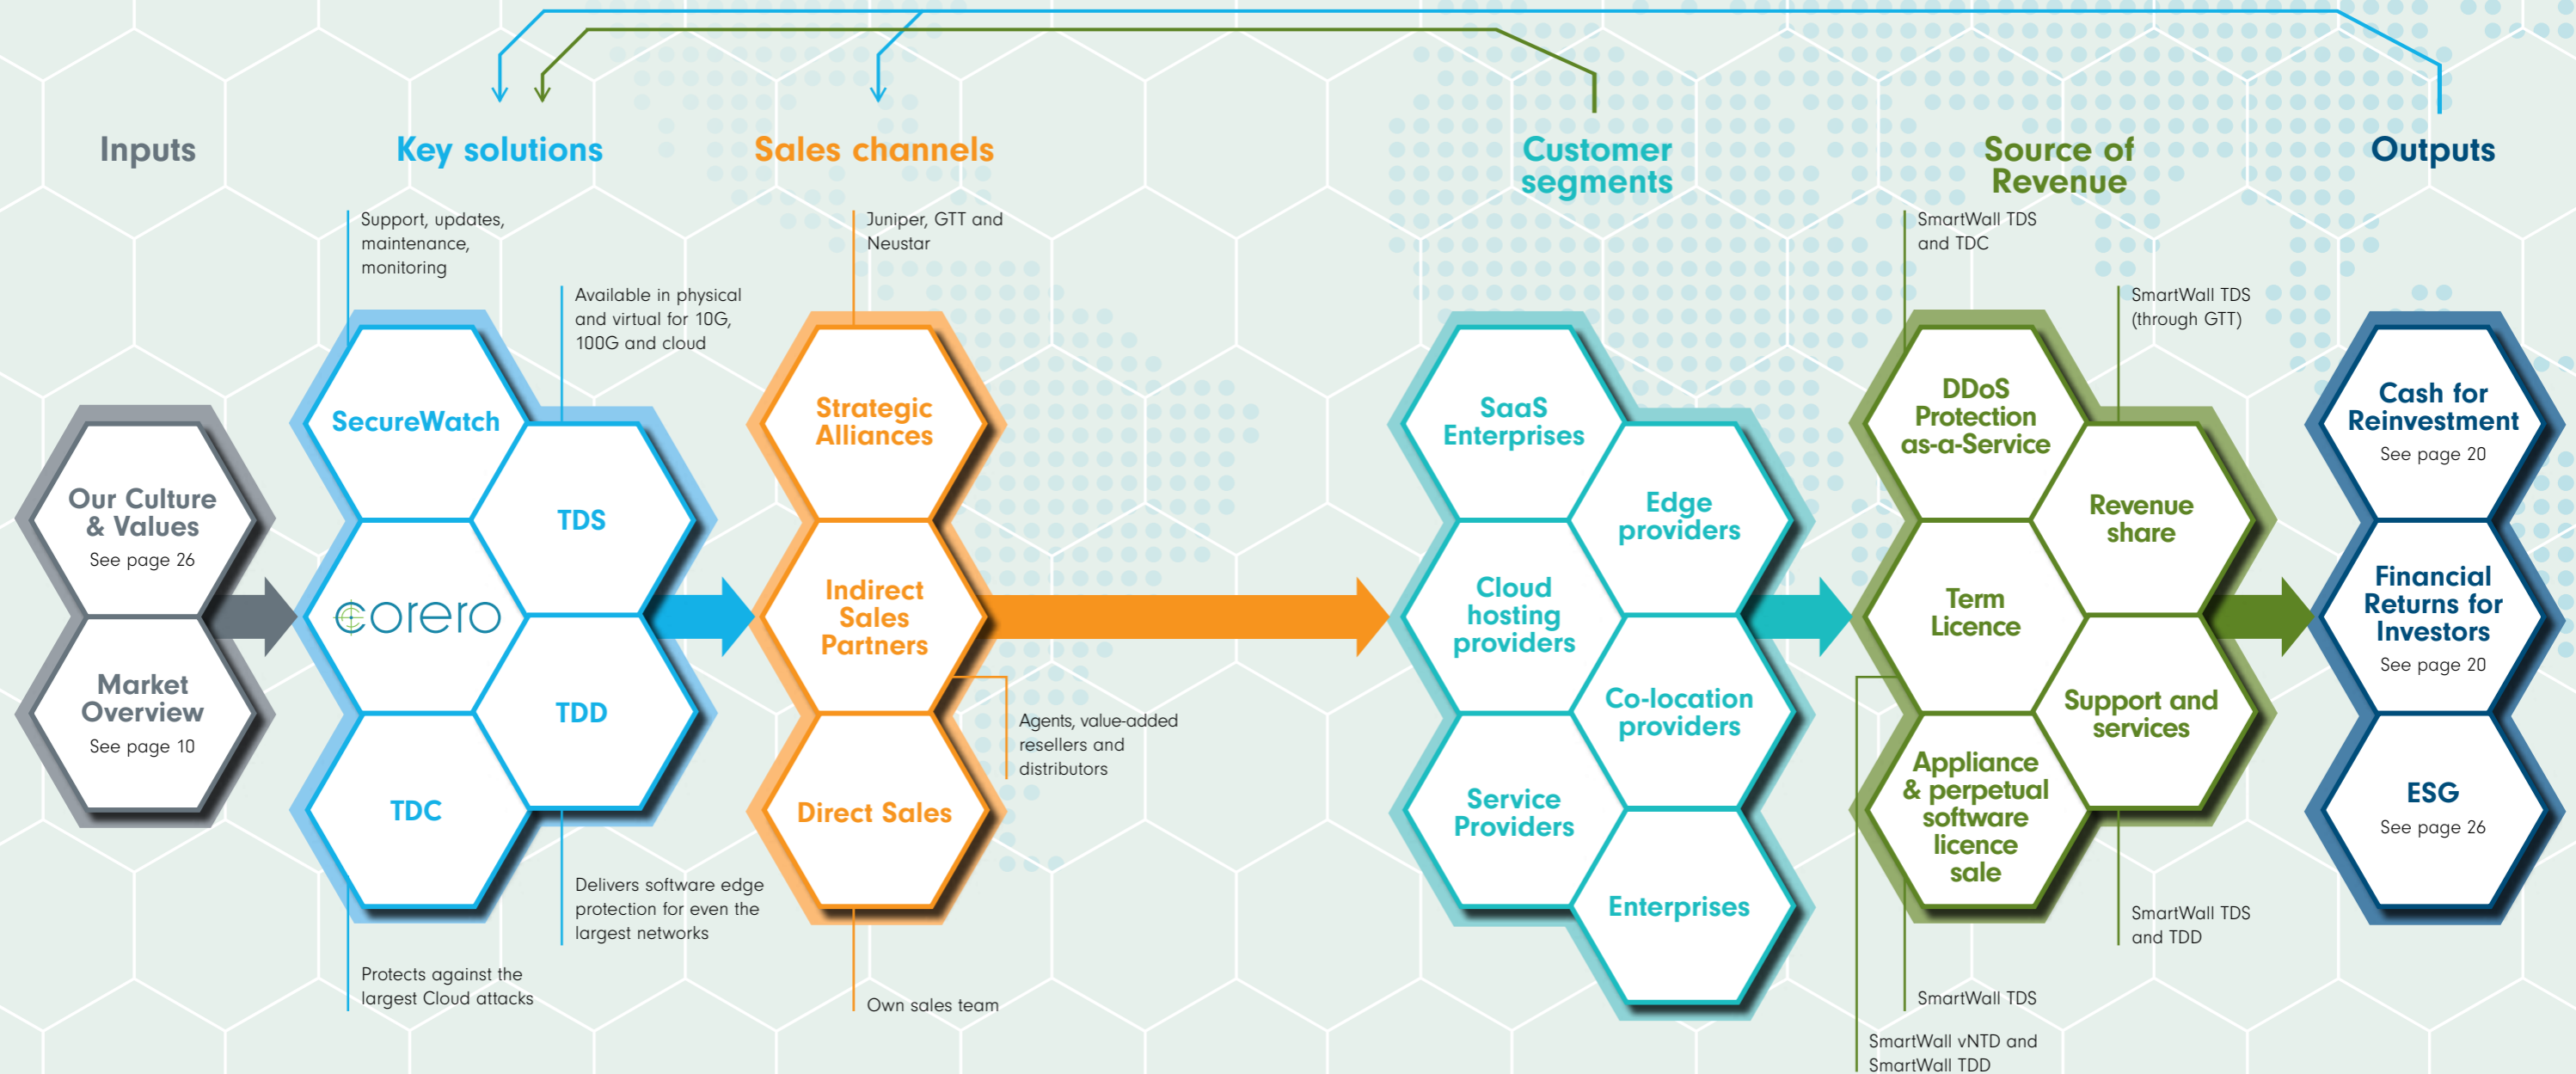 Inputs
Our Culture
& Values
See page 26
Market
Overview
See page 10
Key solutions
Support, updates,
maintenance,
monitoring
Available in physical
and virtual for 10G,
100G and cloud
SecureWatch
TDS
corero
TDD
TDC
Delivers software edge
protection for even the
largest networks
Protects against the
largest Cloud attacks
Sales channels
Juniper, GTT and
Neustar
Strategic
Alliances
Indirect
Sales
Partners
Agents, value-added
resellers and
distributors
Direct Sales
Own sales team
Customer
segments
SaaS
Enterprises
Edge
providers
Cloud
hosting
providers
Co-location
providers
Service
Providers
Enterprises
Source of
Revenue
SmartWall TDS
and TDC
SmartWall TDS
(through GTT)
DDoS
Protection
as-a-Service
Revenue
share
Term
Licence
Support and
services
Appliance
& perpetual
software
licence
sale
SmartWall TDS
and TDD
SmartWall TDS
SmartWall vNTD and
SmartWall TDD
Outputs
Cash for
Reinvestment
See page 20
Financial
Returns for
Investors
See page 20
ESG
See page 26